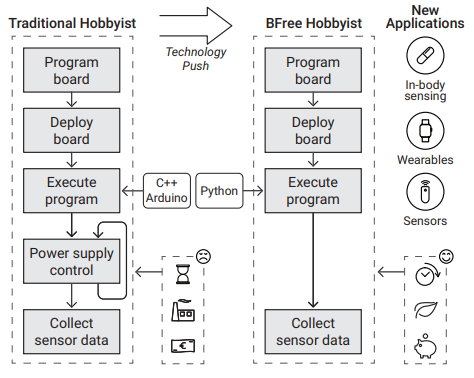 Traditional Hobbyist
Technology
Push
BFree Hobbyist
New
Applications
Program
board
Deploy
board
Execute
program
Power supply
control
Collect
sensor data
C++
Arduino
Python
Program
board
Deploy
board
Execute
program
Collect
sensor data
In-body
sensing
Wearables
Sensors
€